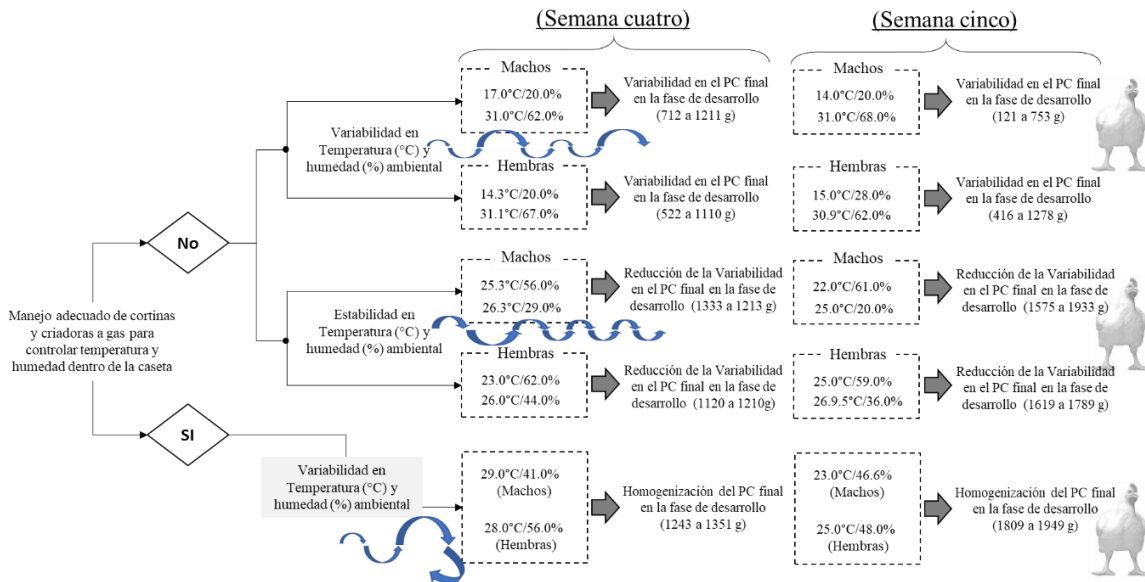 (Semana cuatro)
(Semana cinco)
Machos
17.0°C/20.0%
31.0°C/62.0%
Variabilidad en el PC final
en la fase de desarrollo
(712 a 1211 g)
Machos
14.0°C/20.0%
31.0°C/68.0%
Variabilidad en el PC final
en la fase de desarrollo
(121 a 753 g)
Variabilidad en
Temperatura (°C) y
humedad (%) ambiental
Hembras
14.3°C/20.0%
31.1°C/67.0%
Variabilidad en el PC final
en la fase de desarrollo
(522 a 1110 g)
Hembras
15.0°C/28.0%
30.9°C/62.0%
Variabilidad en el PC final
en la fase de desarrollo
(416 a 1278 g)
No
Machos
25.3°C/56.0%
26.3°C/29.0%
Reducción de la Variabilidad
en el PC final en la fase de
desarrollo (1333 a 1213 g)
Machos
22.0°C/61.0%
25.0°C/20.0%
Reducción de la Variabilidad
en el PC final en la fase de
desarrollo (1575 a 1933 g)
Manejo adecuado de cortinas
y criadoras a gas para
controlar temperatura y
humedad dentro de la caseta
Estabilidad en
Temperatura (°C) y
humedad (%) ambiental
Hembras
23.0°C/62.0%
26.0°C/44.0%
Reducción de la Variabilidad
en el PC final en la fase de
desarrollo (1120 a 1210g)
Hembras
25.0°C/59.0%
26.9.5°C/36.0%
Reducción de la Variabilidad
en el PC final en la fase de
desarrollo (1619 a 1789 g)
SI
Variabilidad en
Temperatura (°C) y
humedad (%) ambiental
29.0°C/41.0%
(Machos)
28.0°C/56.0%
(Hembras)
Homogenización del PC final
en la fase de desarrollo
(1243 a 1351 g)
23.0°C/46.6%
(Machos)
25.0°C/48.0%
(Hembras)
Homogenización del PC final
en la fase de desarrollo
(1809 a 1949 g)